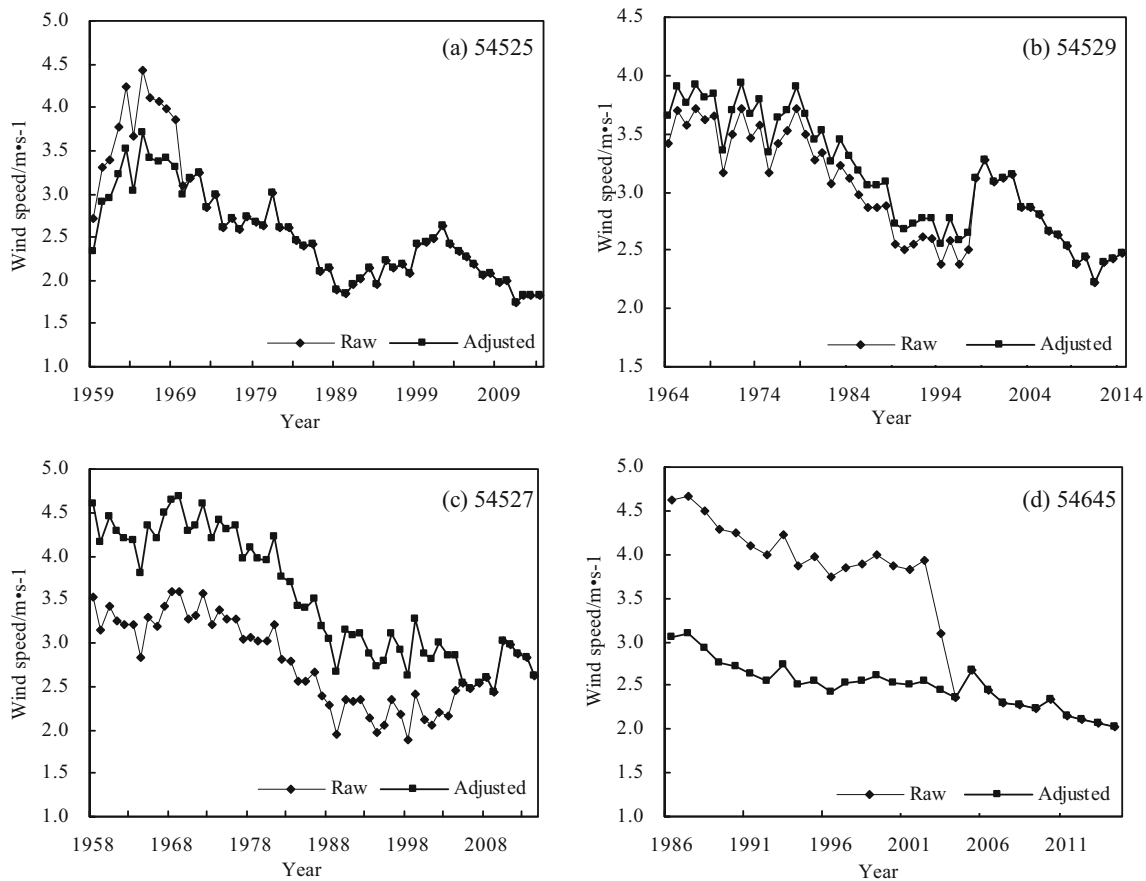 (a) 54525
Wind speed/m•s-1
5.0
4.5
4.0
3.5
3.0
2.5
2.0
1.5
1.0
Raw
Adjusted
1959 1969 1979 1989 1999 2009
Year
(b) 54529
Wind speed/m•s-1
4.5
4.0
3.5
3.0
2.5
2.0
1.5
Raw
Adjusted
1964 1974 1984 1994 2004 2014
Year
(c) 54527
Wind speed/m•s-1
5.0
4.5
4.0
3.5
3.0
2.5
2.0
1.5
1.0
Raw
Adjusted
1958 1968 1978 1988 1998 2008
Year
(d) 54645
Wind speed/m•s-1
5.0
4.5
4.0
3.5
3.0
2.5
2.0
1.5
1.0
Raw
Adjusted
1986 1991 1996 2001 2006 2011
Year